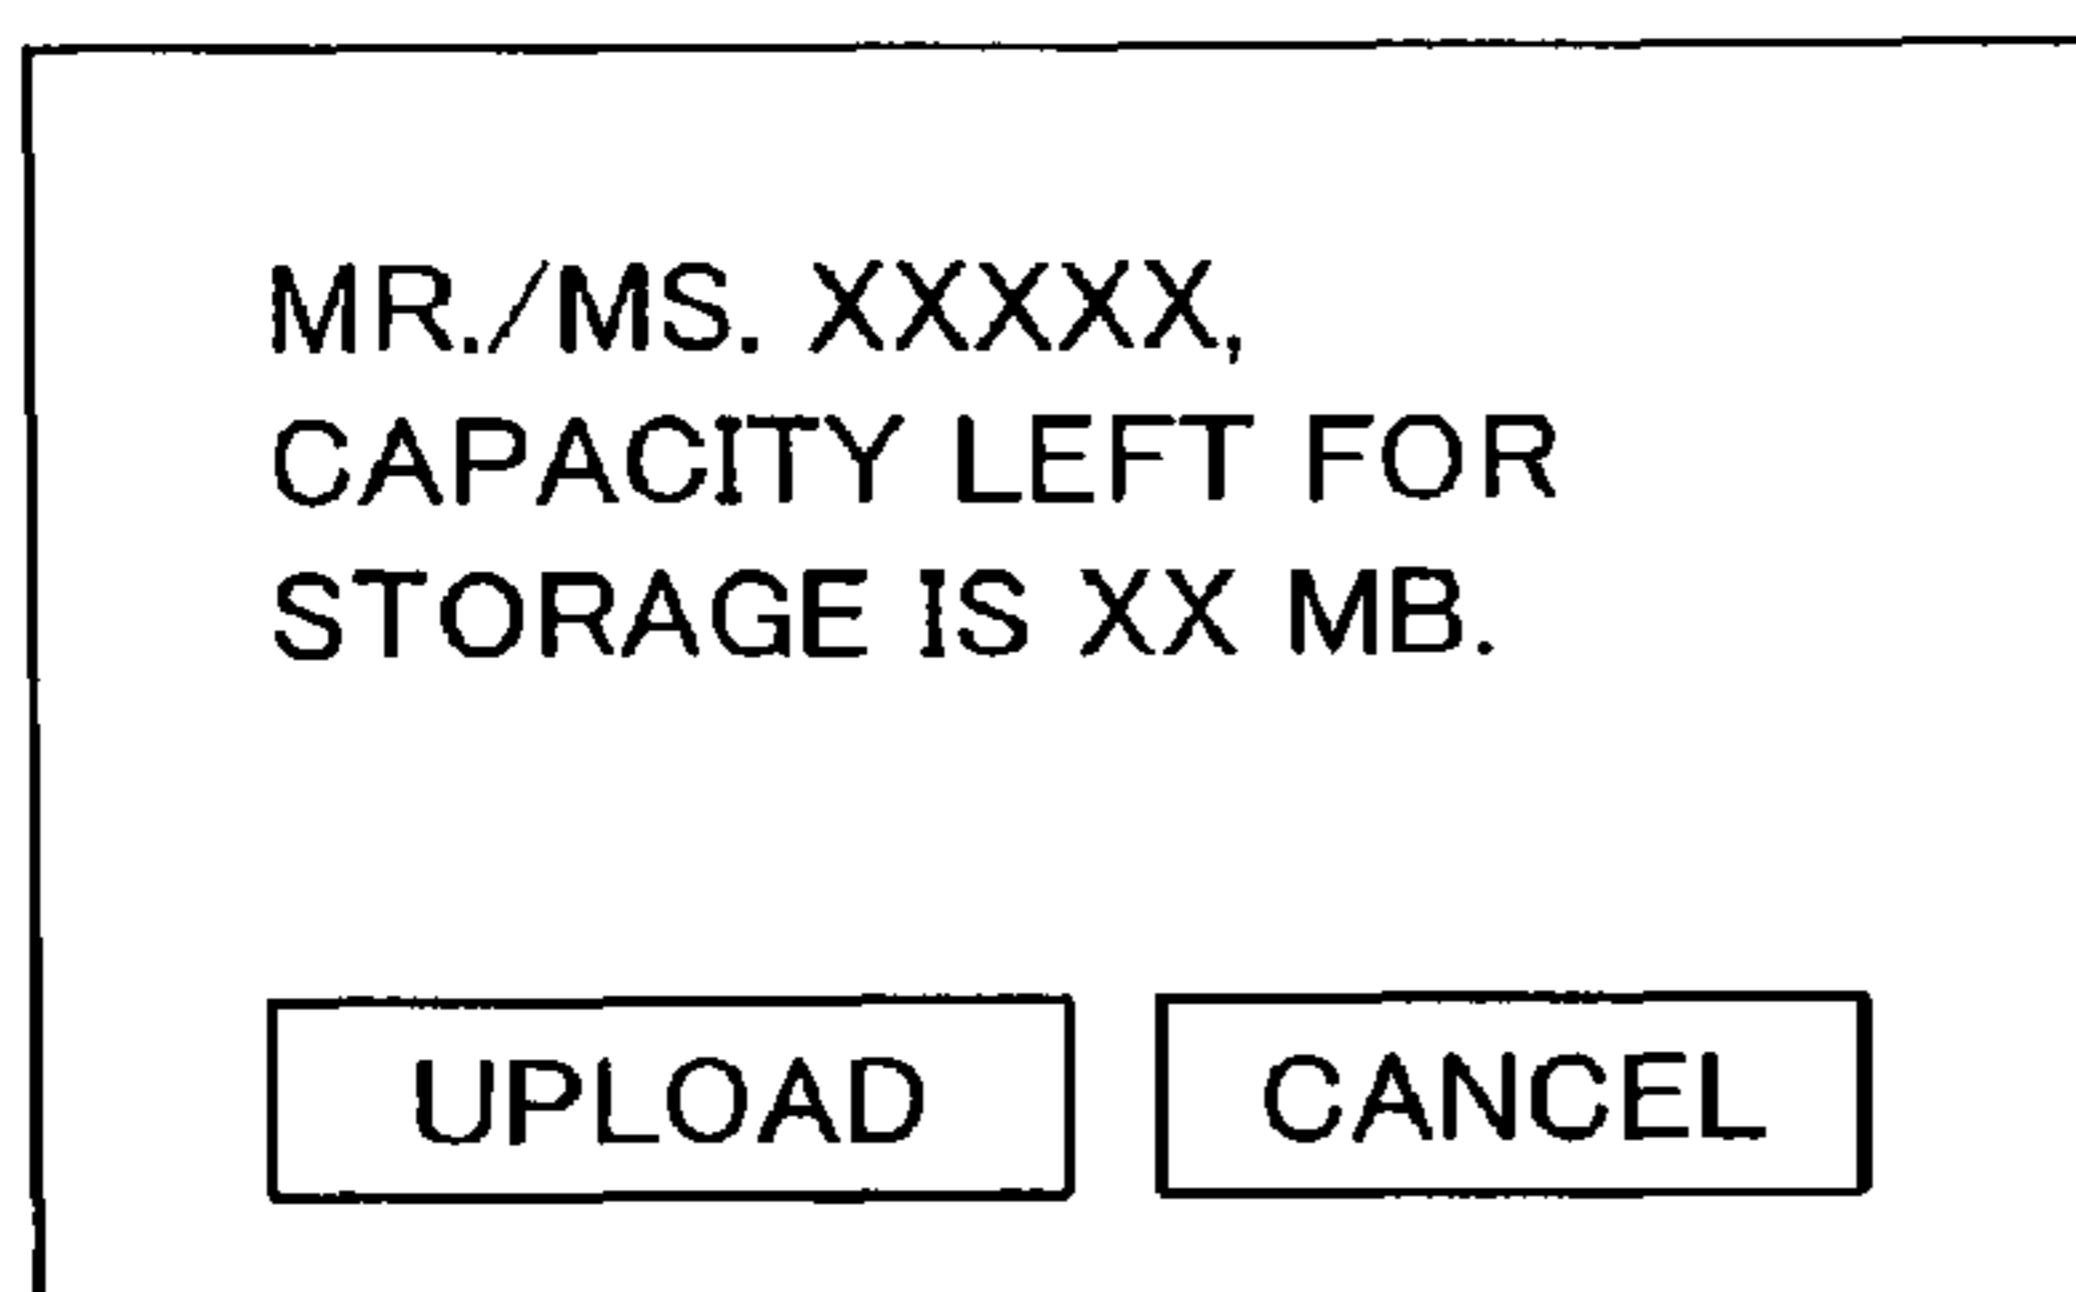 MR./MS. XXXXX,
CAPACITY LEFT FOR
STORAGE IS XX MB.
UPLOAD
CANCEL